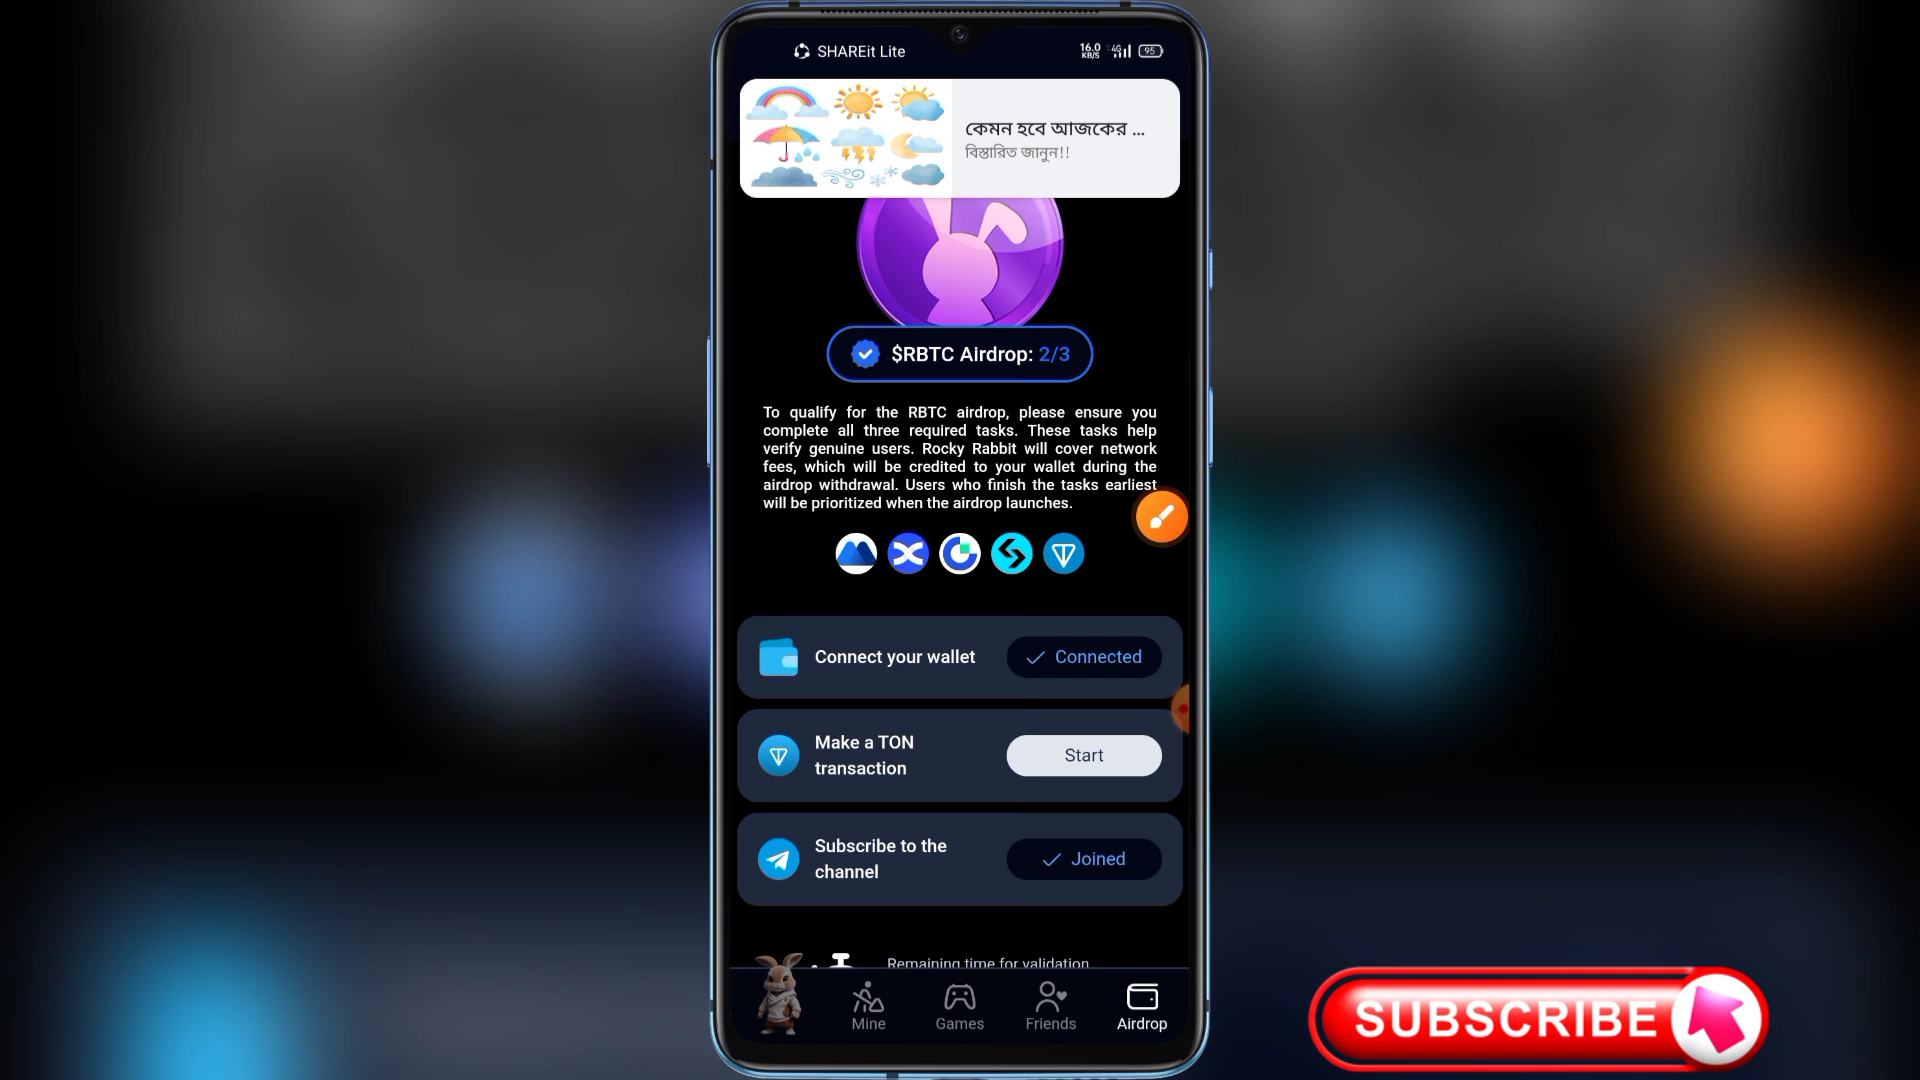 SHAREit Lite
16.0
KB/S
4G
95
কেমন হবে আজকের ...
বিস্তারিত জানুন!!
$RBTC Airdrop: 2/3
To qualify for the RBTC airdrop, please ensure you
complete all three required tasks. These tasks help
verify genuine users. Rocky Rabbit will cover network
fees, which will be credited to your wallet during the
airdrop withdrawal. Users who finish the tasks earliest
will be prioritized when the airdrop launches.
Connect your wallet
Connected
Make a TON
transaction
Start
Subscribe to the
channel
Joined
Remaining time for validation
Mine
Games
Friends
Airdrop
SUBSCRIBE